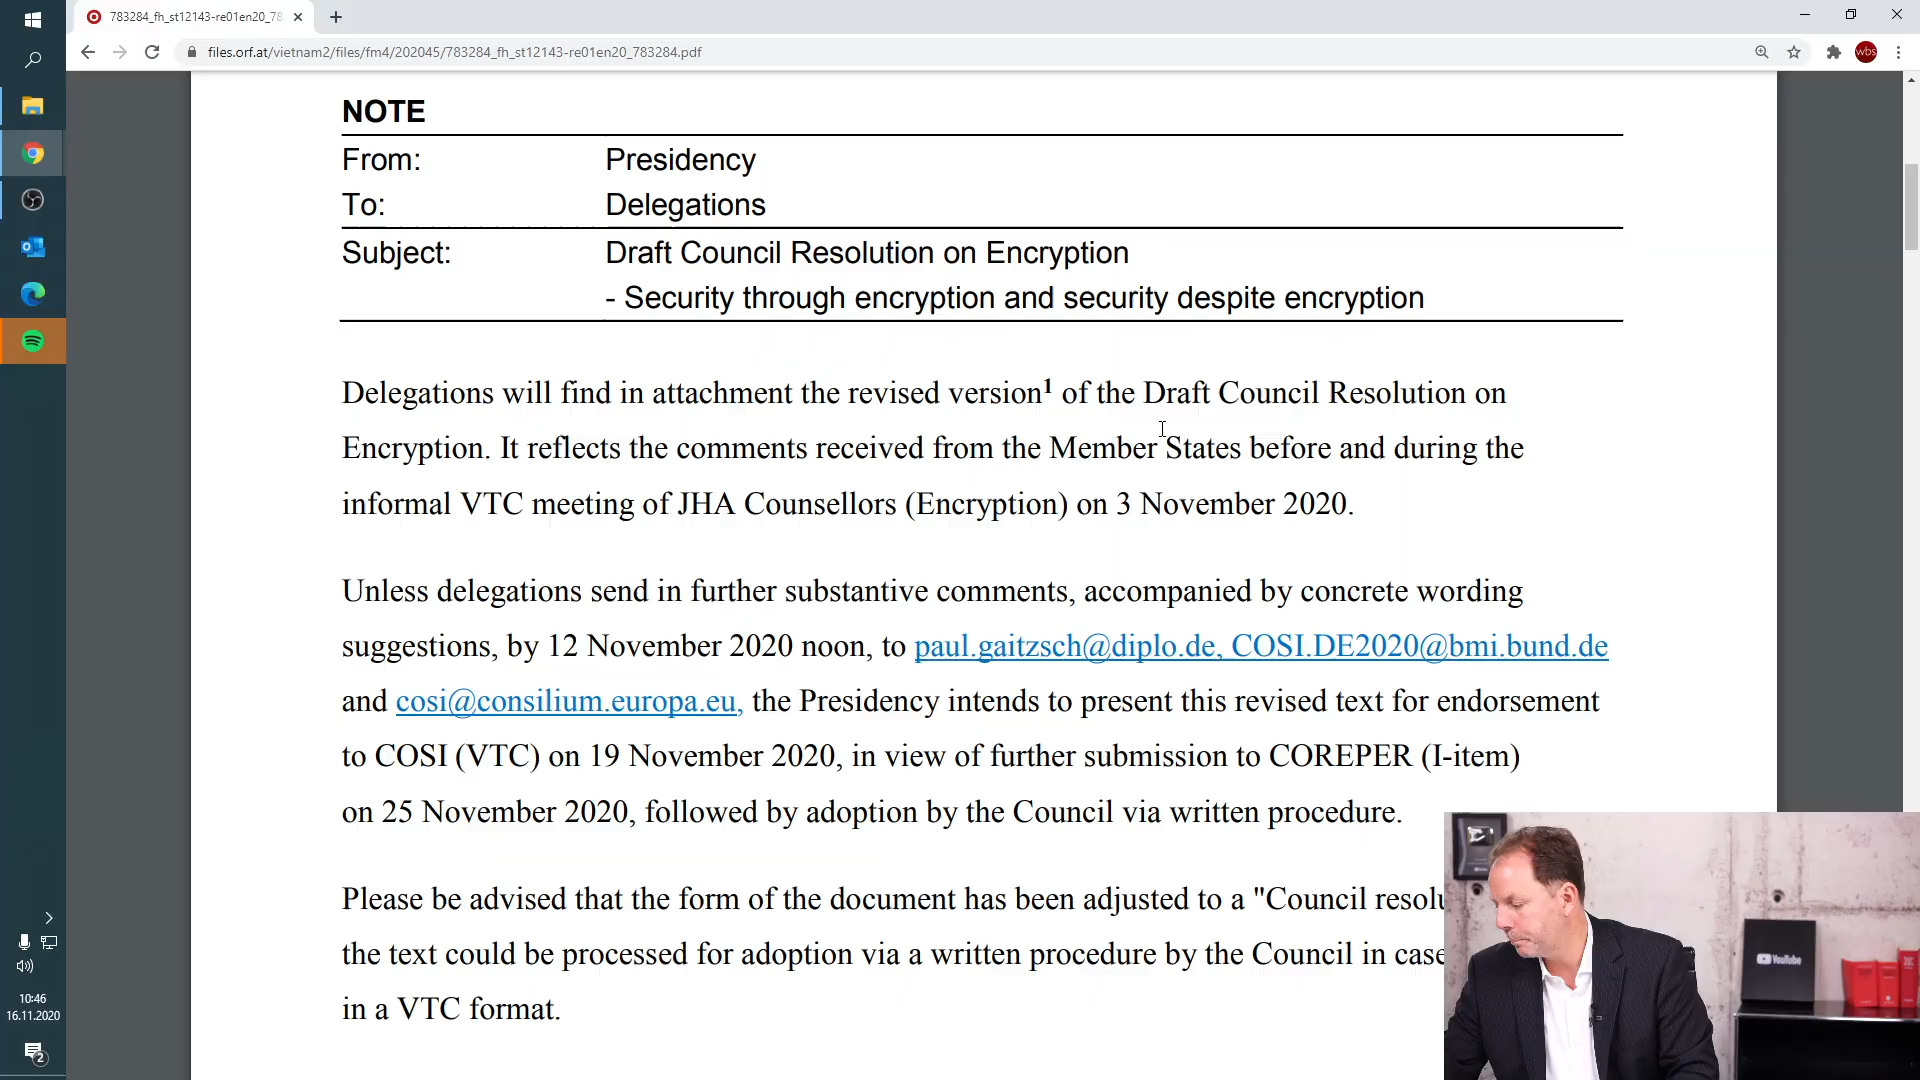 783284_fh_st12143-re01en20_78
files.orf.at/vietnam2/files/fm4/202045/783284_fh_st12143-re01en20_783284.pdf
wbs
NOTE
From: Presidency
To: Delegations
Subject: Draft Council Resolution on Encryption
- Security through encryption and security despite encryption
Delegations will find in attachment the revised version1 of the Draft Council Resolution on
Encryption. It reflects the comments received from the Member States before and during the
informal VTC meeting of JHA Counsellors (Encryption) on 3 November 2020.
Unless delegations send in further substantive comments, accompanied by concrete wording
suggestions, by 12 November 2020 noon, to paul.gaitzsch@diplo.de, COSI.DE2020@bmi.bund.de
and cosi@consilium.europa.eu, the Presidency intends to present this revised text for endorsement
to COSI (VTC) on 19 November 2020, in view of further submission to COREPER (I-item)
on 25 November 2020, followed by adoption by the Council via written procedure.
Please be advised that the form of the document has been adjusted to a "Council resolu
the text could be processed for adoption via a written procedure by the Council in case
in a VTC format.
YouTube
10:46
16.11.2020
2